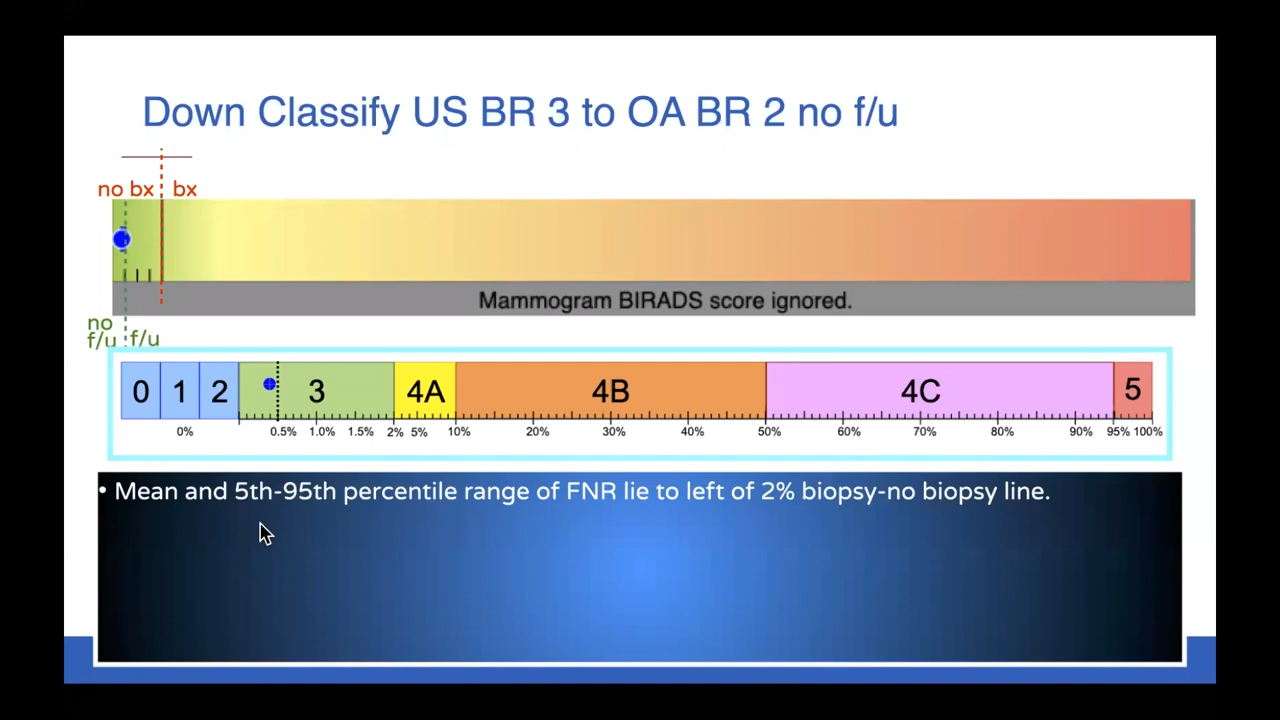 Down Classify US BR 3 to OA BR 2 no f/u
no bx bx
Mammogram BIRADS score ignored.
no
f/u f/u
0 1 2 3 4A 4B 4C 5
0% 0.5% 1.0% 1.5% 2% 5% 10% 20% 30% 40% 50% 60% 70% 80% 90% 95% 100%
• Mean and 5th-95th percentile range of FNR lie to left of 2% biopsy-no biopsy line.